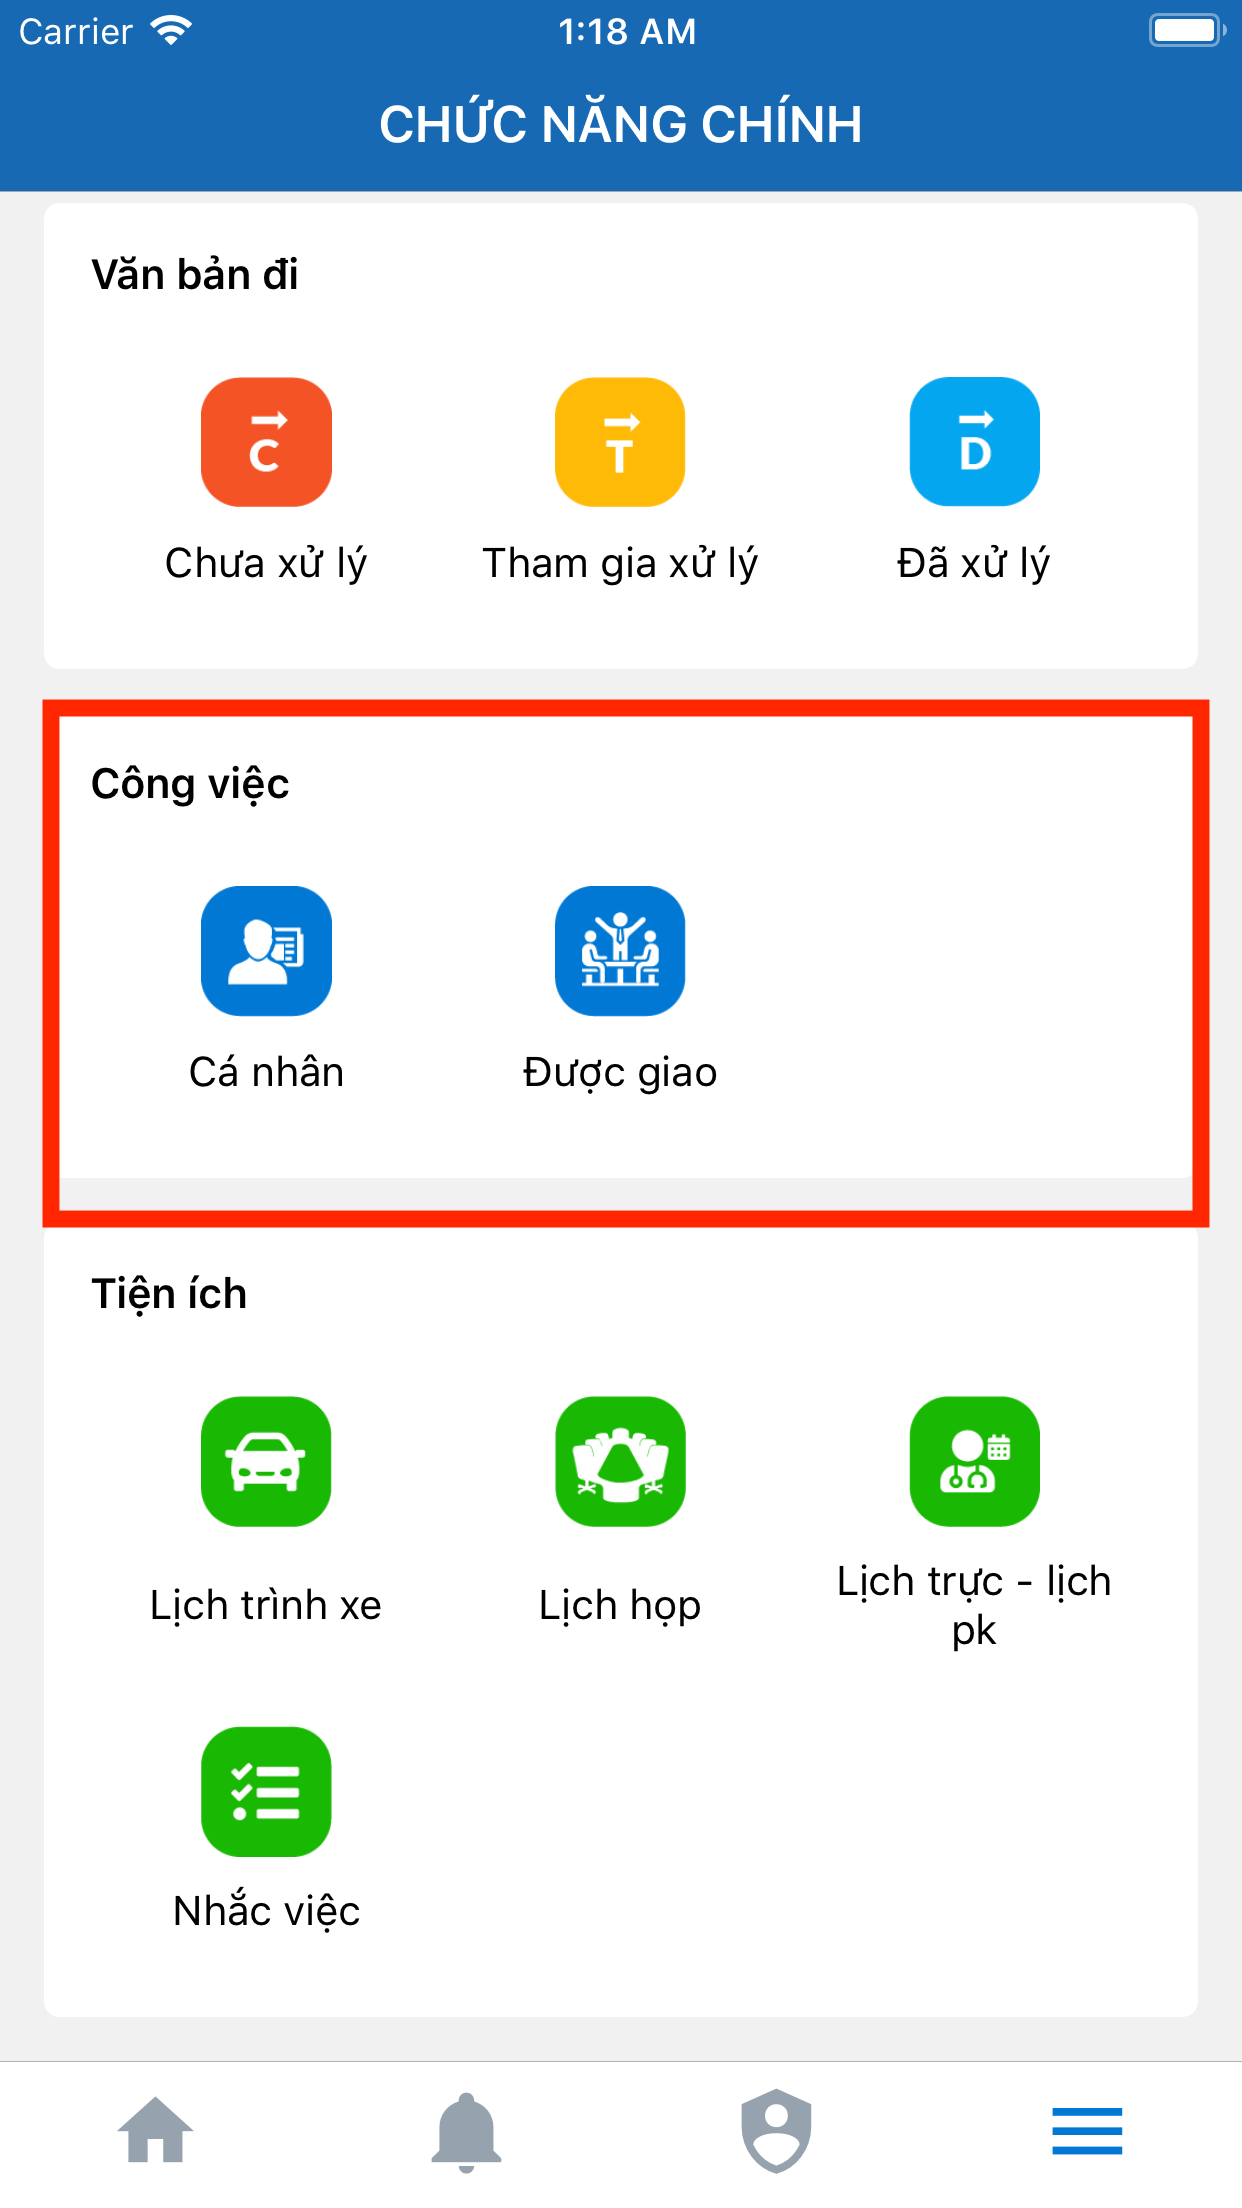 Carrier 1:18 AM
CHỨC NĂNG CHÍNH
Văn bản đi
C T D
Chưa xử lý Tham gia xử lý Đã xử lý
Công việc
Cá nhân Được giao
Tiện ích
Lịch trình xe Lịch họp Lịch trực - lịch
pk
Nhắc việc